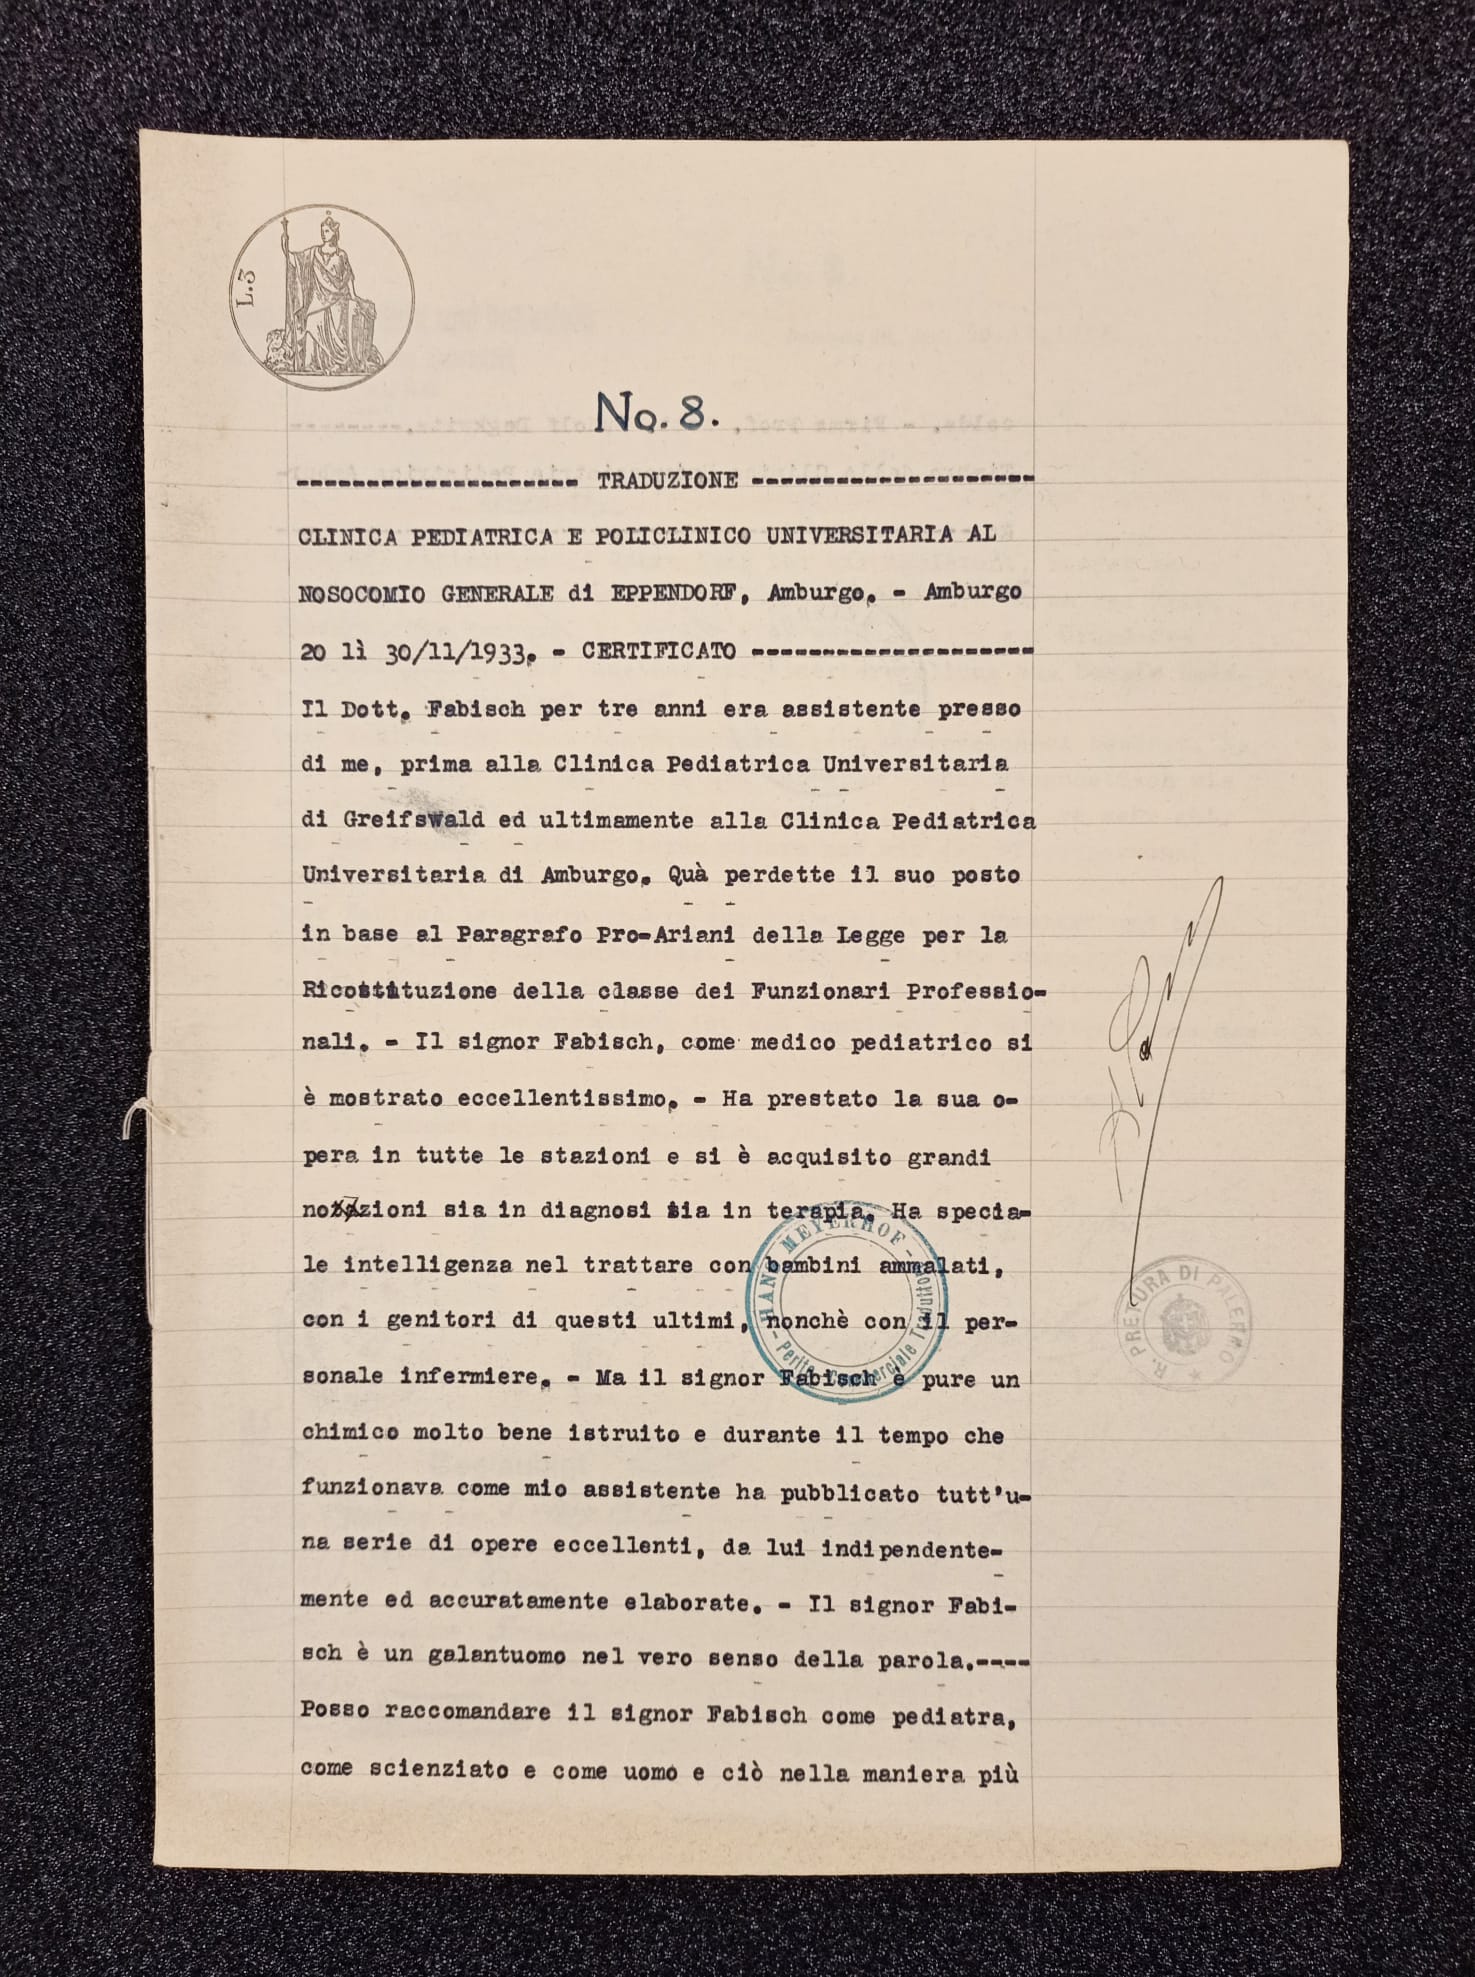 L. 3
No. 8.
-------------------- TRADUZIONE --------------------
CLINICA PEDIATRICA E POLICLINICO UNIVERSITARIA AL
NOSOCOMIO GENERALE di EPPENDORF, Amburgo. - Amburgo
20 lì 30/11/1933. - CERTIFICATO --------------------
Il Dott. Fabisch per tre anni era assistente presso
di me, prima alla Clinica Pediatrica Universitaria
di Greifswald ed ultimamente alla Clinica Pediatrica
Universitaria di Amburgo. Quà perdette il suo posto
in base al Paragrafo Pro-Ariani della Legge per la
Ricostituzione della classe dei Funzionari Professio-
nali. - Il signor Fabisch, come medico pediatrico si
è mostrato eccellentissimo. - Ha prestato la sua o-
pera in tutte le stazioni e si è acquisito grandi
nozioni sia in diagnosi sia in terapia. Ha specia-
le intelligenza nel trattare con bambini ammalati,
con i genitori di questi ultimi, nonchè con il per-
sonale infermiere. - Ma il signor Fabisch è pure un
chimico molto bene istruito e durante il tempo che
funzionava come mio assistente ha pubblicato tutt'u-
na serie di opere eccellenti, da lui indipendente-
mente ed accuratamente elaborate. - Il signor Fabi-
sch è un galantuomo nel vero senso della parola.----
Posso raccomandare il signor Fabisch come pediatra,
come scienziato e come uomo e ciò nella maniera più
HANS MEYERHOF
Perito Commerciale Traduttore
R. PRETURA DI PALERMO